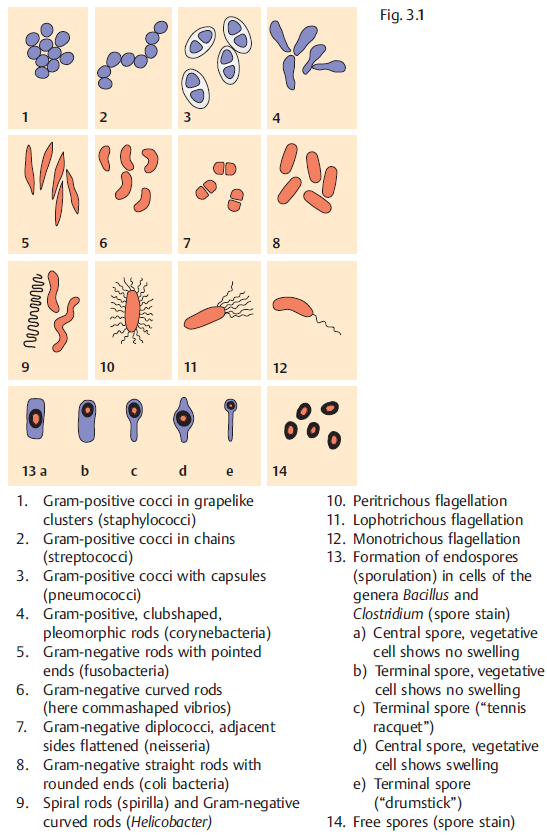 Fig. 3.1
1
2
3
4
5
6
7
8
9
10
11
12
13 a
b
c
d
e
14
1. Gram-positive cocci in grapelike
clusters (staphylococci)
2. Gram-positive cocci in chains
(streptococci)
3. Gram-positive cocci with capsules
(pneumococci)
4. Gram-positive, clubshaped,
pleomorphic rods (corynebacteria)
5. Gram-negative rods with pointed
ends (fusobacteria)
6. Gram-negative curved rods
(here commashaped vibrios)
7. Gram-negative diplococci, adjacent
sides flattened (neisseria)
8. Gram-negative straight rods with
rounded ends (coli bacteria)
9. Spiral rods (spirilla) and Gram-negative
curved rods (Helicobacter)
10. Peritrichous flagellation
11. Lophotrichous flagellation
12. Monotrichous flagellation
13. Formation of endospores
(sporulation) in cells of the
genera Bacillus and
Clostridium (spore stain)
a) Central spore, vegetative
cell shows no swelling
b) Terminal spore, vegetative
cell shows no swelling
c) Terminal spore (“tennis
racquet”)
d) Central spore, vegetative
cell shows swelling
e) Terminal spore
(“drumstick”)
14. Free spores (spore stain)